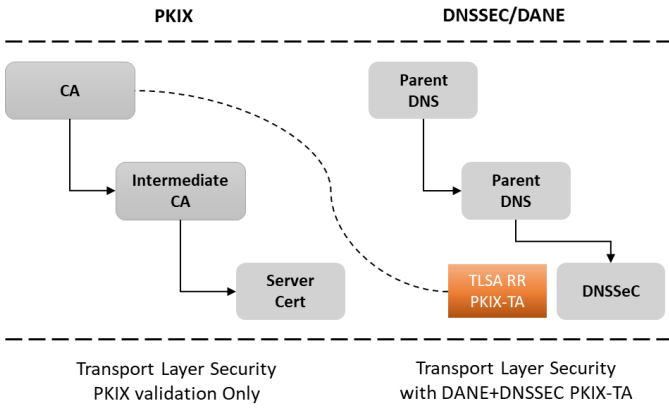 PKIX
DNSSEC/DANE
CA
Parent
DNS
Intermediate
CA
Parent
DNS
Server
Cert
TLSA RR
PKIX-TA
DNSSeC
Transport Layer Security
PKIX validation Only
Transport Layer Security
with DANE+DNSSEC PKIX-TA